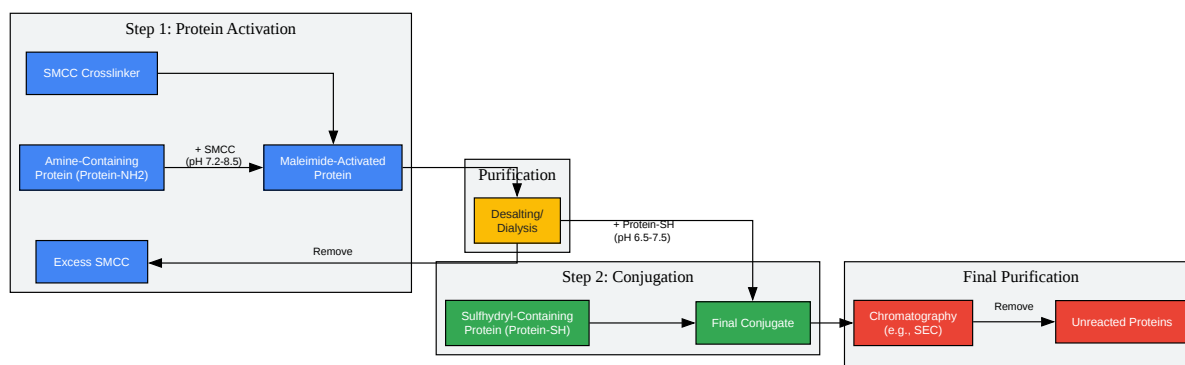 Step 1: Protein Activation
SMCC Crosslinker
Amine-Containing
Protein (Protein-NH2)
+ SMCC
(pH 7.2-8.5)
Maleimide-Activated
Protein
Excess SMCC
Remove
Purification
Desalting/
Dialysis
+ Protein-SH
(pH 6.5-7.5)
Step 2: Conjugation
Sulfhydryl-Containing
Protein (Protein-SH)
Final Conjugate
Final Purification
Chromatography
(e.g., SEC)
Remove
Unreacted Proteins